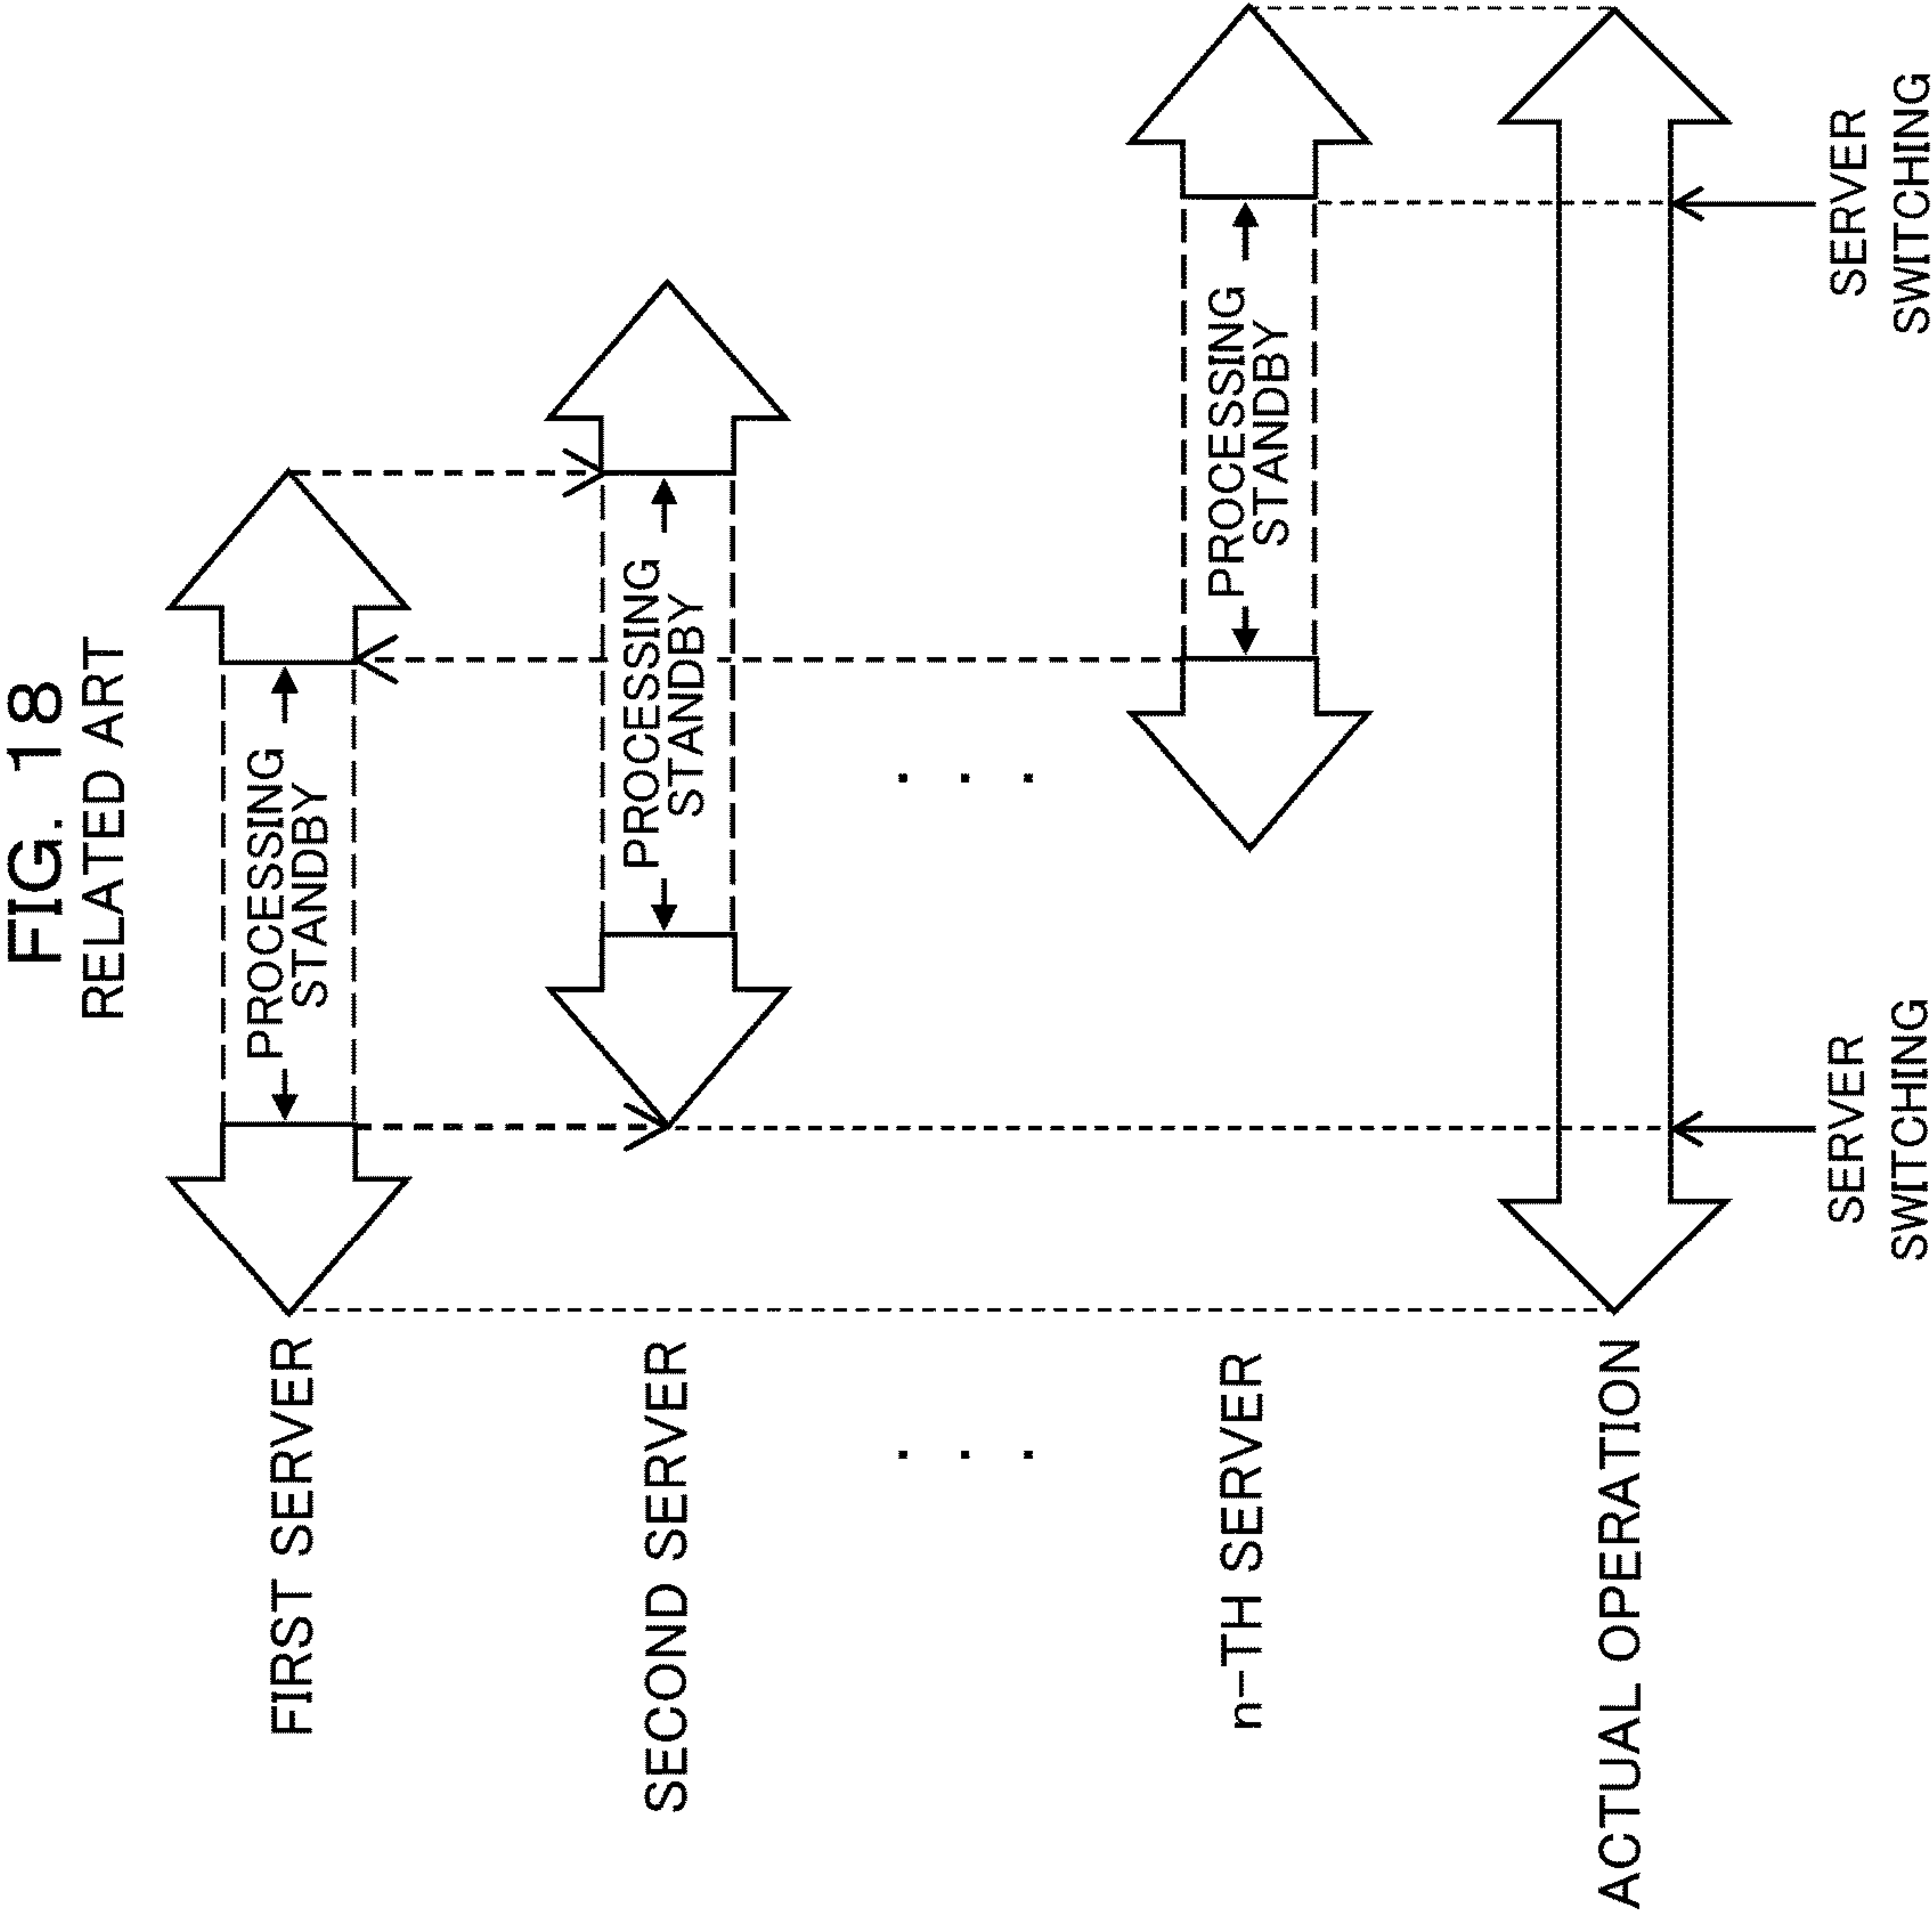 FIG. 18
RELATED ART
FIRST SERVER
PROCESSING
STANDBY
SECOND SERVER
PROCESSING
STANDBY
. . .
. . .
n-TH SERVER
PROCESSING
STANDBY
ACTUAL OPERATION
SERVER
SWITCHING
SERVER
SWITCHING